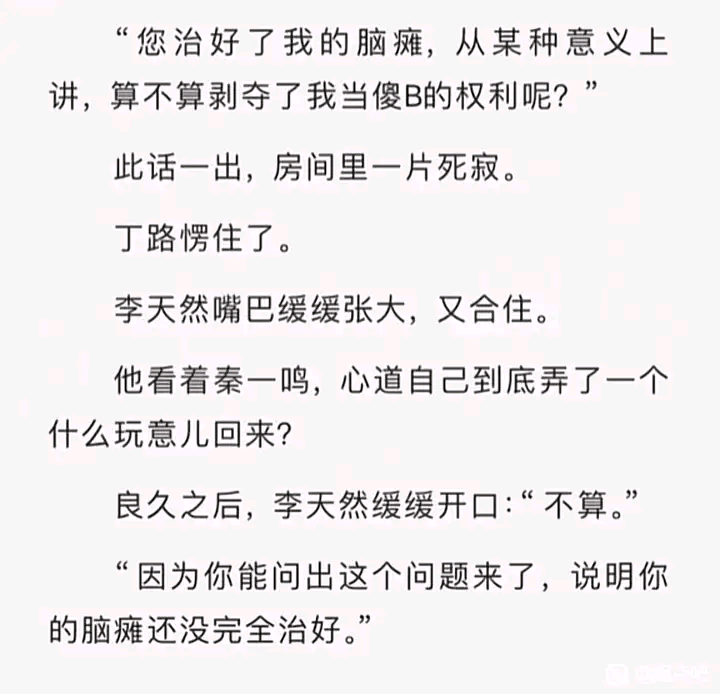 “您治好了我的脑瘫，从某种意义上
讲，算不算剥夺了我当傻B的权利呢？”
此话一出，房间里一片死寂。
丁路愣住了。
李天然嘴巴缓缓张大，又合住。
他看着秦一鸣，心道自己到底弄了一个
什么玩意儿回来？
良久之后，李天然缓缓开口：“不算。”
“因为你能问出这个问题来了，说明你
的脑瘫还没完全治好。”